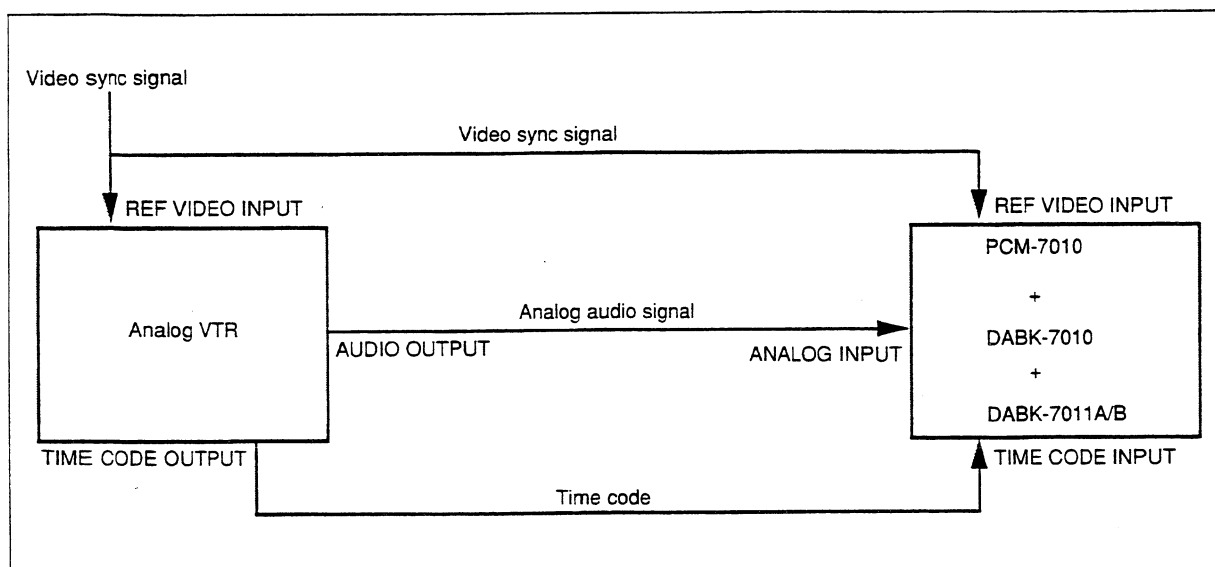 Video sync signal
Video sync signal
REF VIDEO INPUT
REF VIDEO INPUT
PCM-7010
+
DABK-7010
+
DABK-7011A/B
Analog VTR
Analog audio signal
AUDIO OUTPUT
ANALOG INPUT
TIME CODE OUTPUT
TIME CODE INPUT
Time code